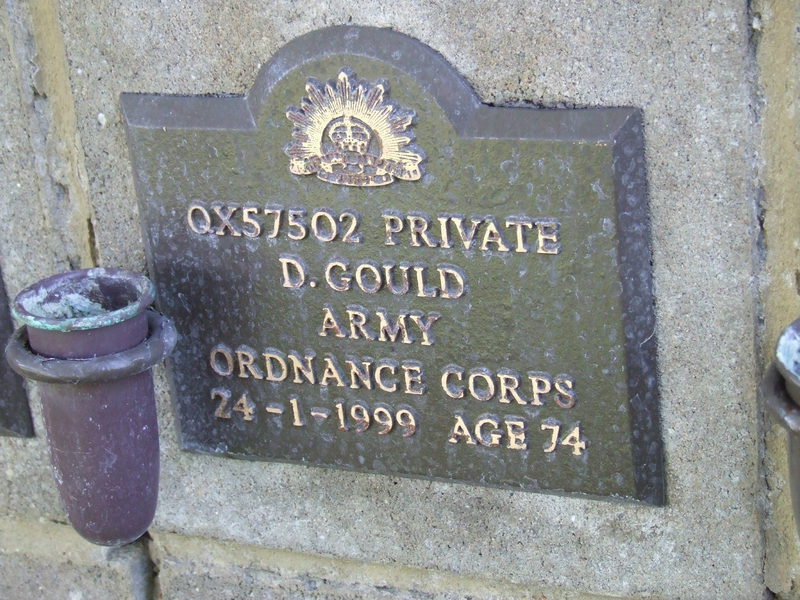 QX57502 PRIVATE
D. GOULD
ARMY
ORDNANCE CORPS
24-1-1999 AGE 74